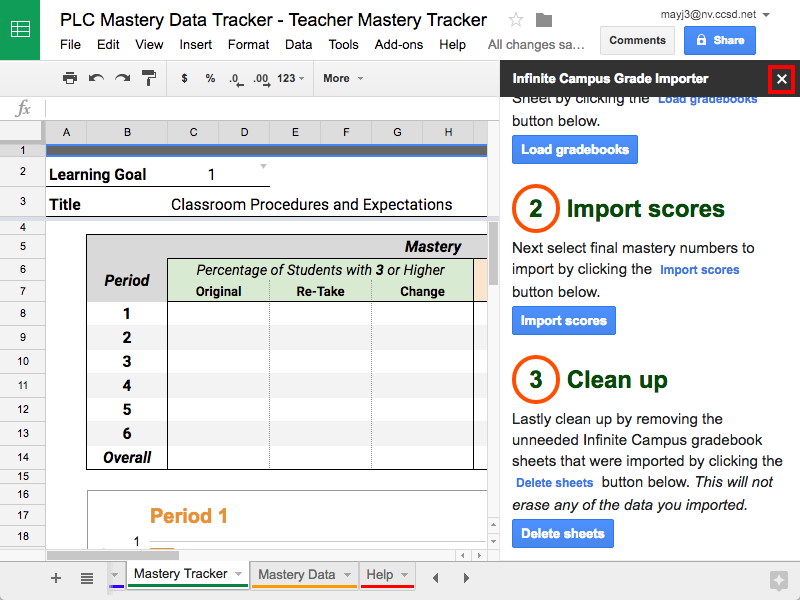 PLC Mastery Data Tracker - Teacher Mastery Tracker
mayj3@nv.ccsd.net
File Edit View Insert Format Data Tools Add-ons Help All changes sa...
Comments
Share
$ % .0 .00 123 More
fx
A B C D E F G H
1
2 Learning Goal 1
3 Title Classroom Procedures and Expectations
4
5 Mastery
6 Percentage of Students with 3 or Higher
Period
7 Original Re-Take Change
8 1
9 2
10 3
11 4
12 5
13 6
14 Overall
15
16
17 Period 1
18 1
Mastery Tracker Mastery Data Help
Infinite Campus Grade Importer
Sheet by clicking the Load gradebooks
button below.
Load gradebooks
2 Import scores
Next select final mastery numbers to
import by clicking the Import scores
button below.
Import scores
3 Clean up
Lastly clean up by removing the
unneeded Infinite Campus gradebook
sheets that were imported by clicking the
Delete sheets button below. This will not
erase any of the data you imported.
Delete sheets